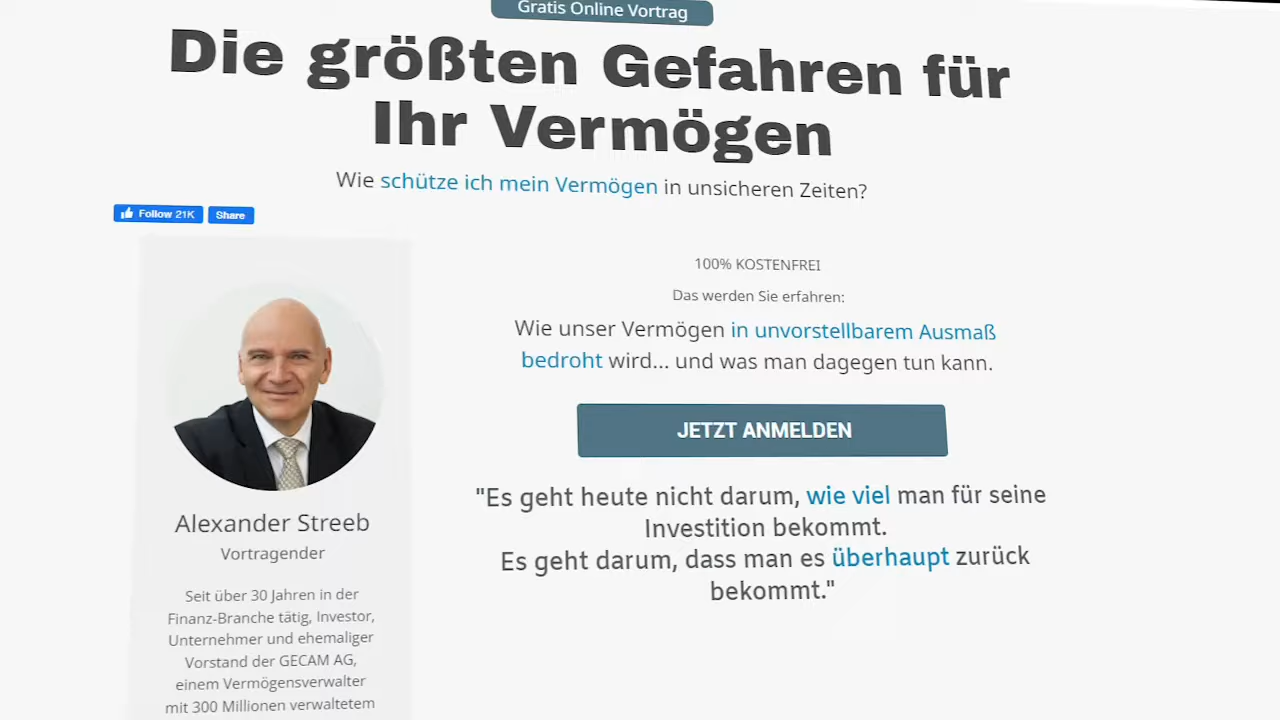 Gratis Online Vortrag
Die größten Gefahren für
Ihr Vermögen
Wie schütze ich mein Vermögen in unsicheren Zeiten?
Follow 21K Share
100% KOSTENFREI
Das werden Sie erfahren:
Wie unser Vermögen in unvorstellbarem Ausmaß
bedroht wird... und was man dagegen tun kann.
JETZT ANMELDEN
"Es geht heute nicht darum, wie viel man für seine
Investition bekommt.
Es geht darum, dass man es überhaupt zurück
bekommt."
Alexander Streeb
Vortragender
Seit über 30 Jahren in der
Finanz-Branche tätig, Investor,
Unternehmer und ehemaliger
Vorstand der GECAM AG,
einem Vermögensverwalter
mit 300 Millionen verwaltetem